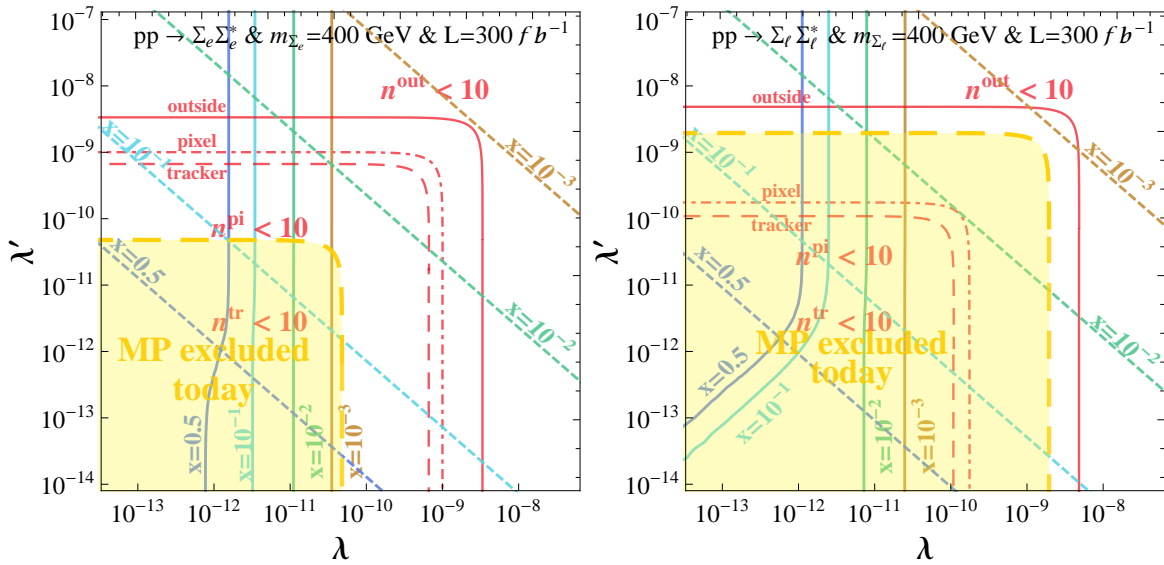 pp → Σ_e Σ_e^* & m_{Σ_e}=400 GeV & L=300 fb^{-1}
n^{out} < 10
outside
pixel
tracker
x=10^{-1}
x=10^{-3}
n^{pi} < 10
x=0.5
n^{tr} < 10
x=10^{-2}
MP excluded
today
x=0.5
x=10^{-1}
x=10^{-2}
x=10^{-3}
10^{-7}
10^{-8}
10^{-9}
10^{-10}
10^{-11}
10^{-12}
10^{-13}
10^{-14}
λ′
10^{-13} 10^{-12} 10^{-11} 10^{-10} 10^{-9} 10^{-8}
λ
pp → Σ_ℓ Σ_ℓ^* & m_{Σ_ℓ}=400 GeV & L=300 fb^{-1}
n^{out} < 10
outside
x=10^{-1}
x=10^{-3}
pixel
tracker
n^{pi} < 10
x=0.5
n^{tr} < 10
x=10^{-2}
MP excluded
today
x=0.5
x=10^{-1}
x=10^{-2}
x=10^{-3}
10^{-7}
10^{-8}
10^{-9}
10^{-10}
10^{-11}
10^{-12}
10^{-13}
10^{-14}
λ′
10^{-13} 10^{-12} 10^{-11} 10^{-10} 10^{-9} 10^{-8}
λ